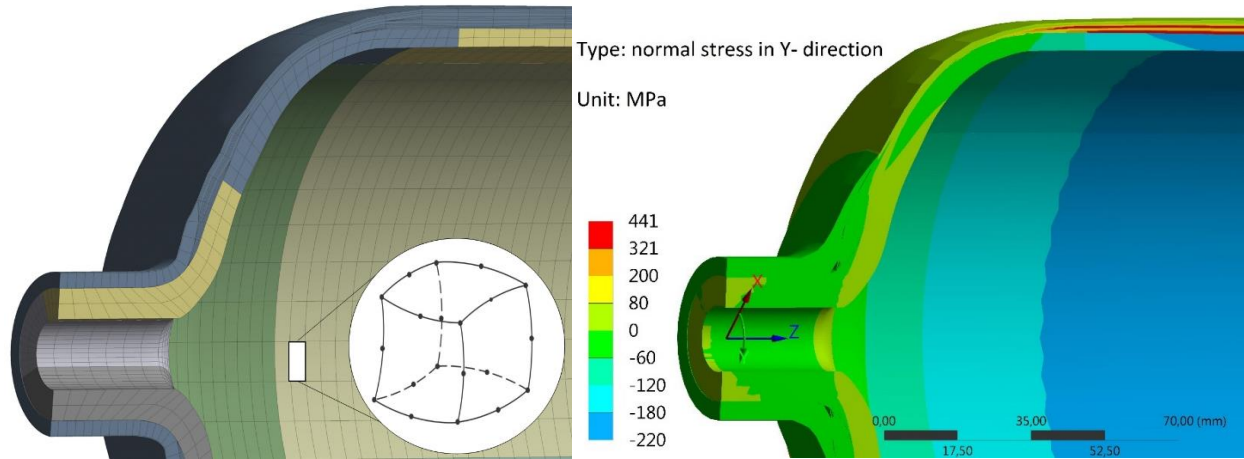 Type: normal stress in Y- direction
Unit: MPa
441
321
200
80
0
-60
-120
-180
-220
X
Z
Y
0,00 35,00 70,00 (mm)
17,50 52,50